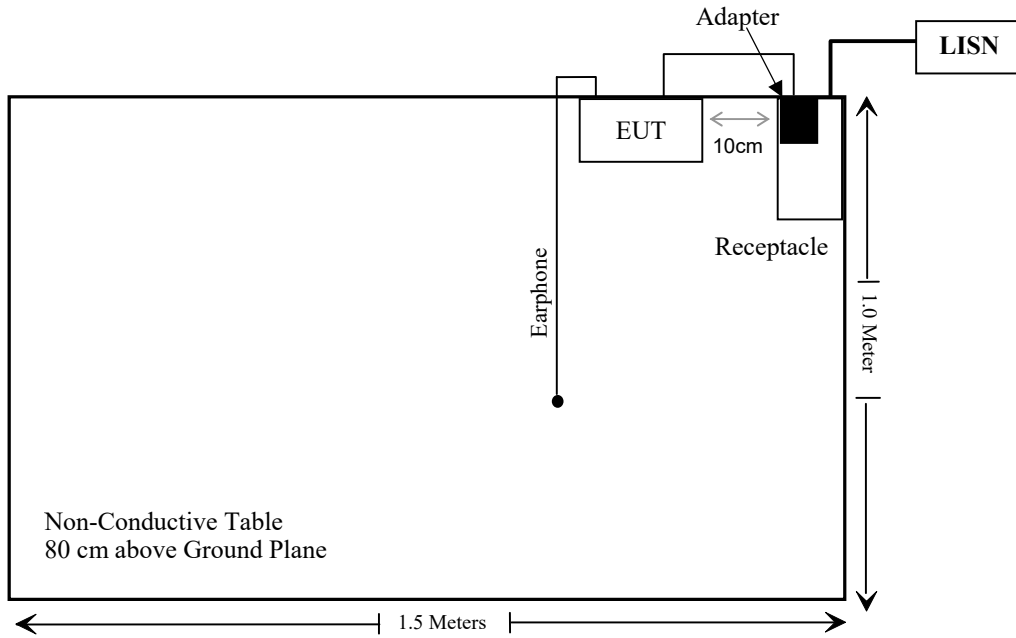 Adapter
LISN
EUT
10cm
Receptacle
Earphone
1.0 Meter
Non-Conductive Table
80 cm above Ground Plane
1.5 Meters